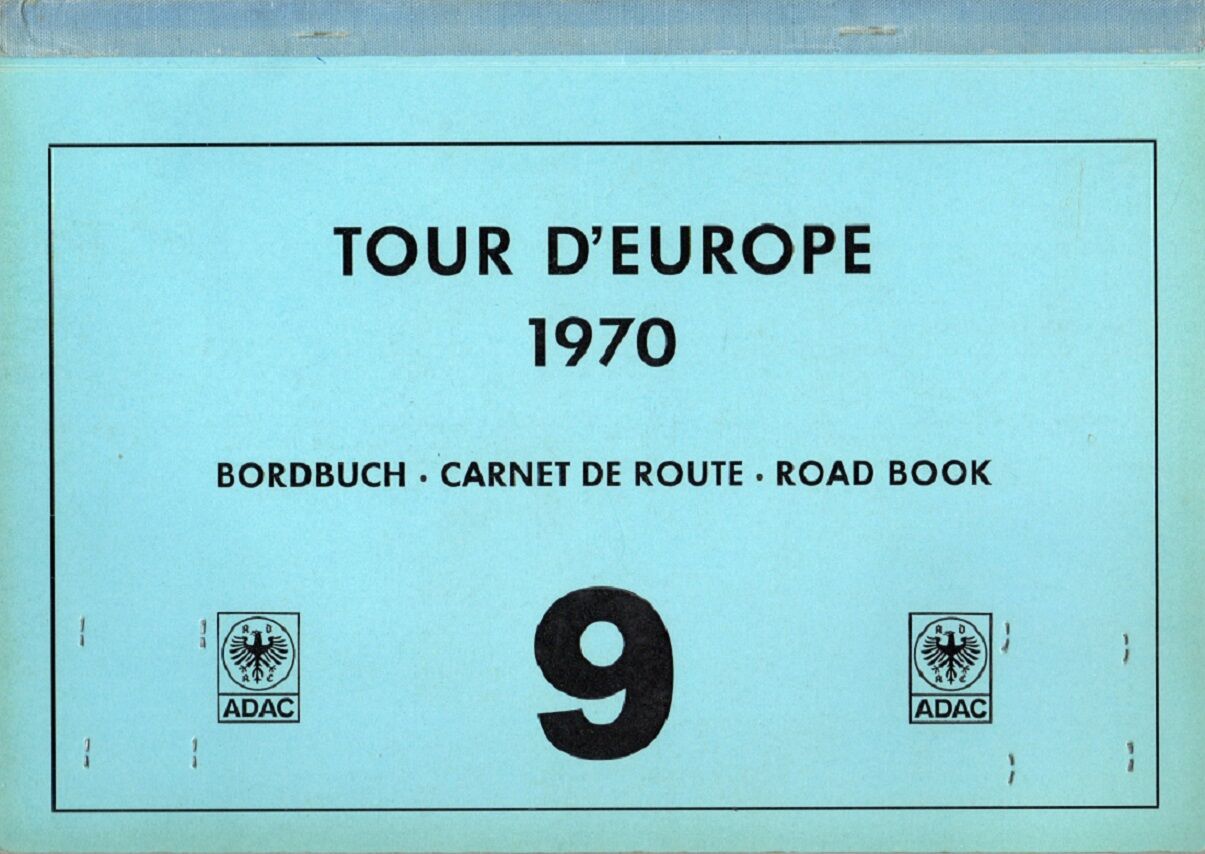 TOUR D’EUROPE
1970
BORDBUCH · CARNET DE ROUTE · ROAD BOOK
9
A D
A C
ADAC
A D
A C
ADAC